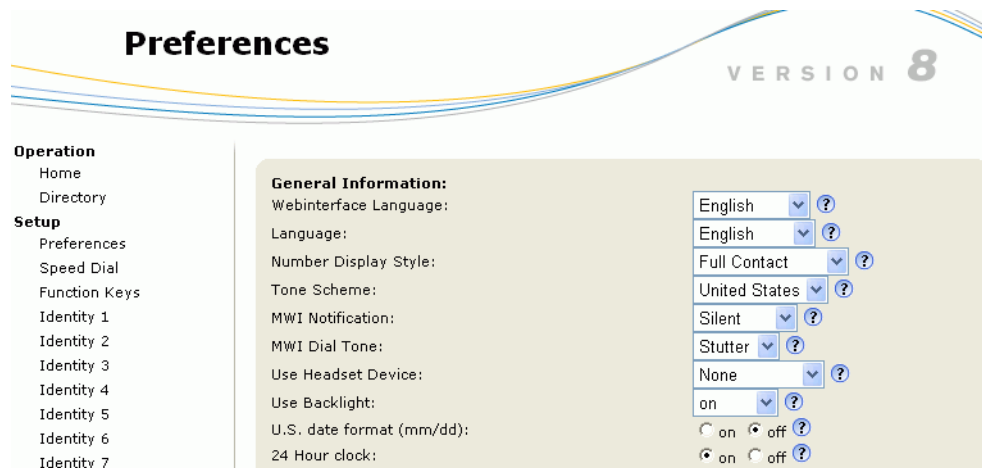 Preferences
VERSION 8
Operation
Home
Directory
Setup
Preferences
Speed Dial
Function Keys
Identity 1
Identity 2
Identity 3
Identity 4
Identity 5
Identity 6
Identity 7
General Information:
Webinterface Language: English ?
Language: English ?
Number Display Style: Full Contact ?
Tone Scheme: United States ?
MWI Notification: Silent ?
MWI Dial Tone: Stutter ?
Use Headset Device: None ?
Use Backlight: on ?
U.S. date format (mm/dd): on off ?
24 Hour clock: on off ?